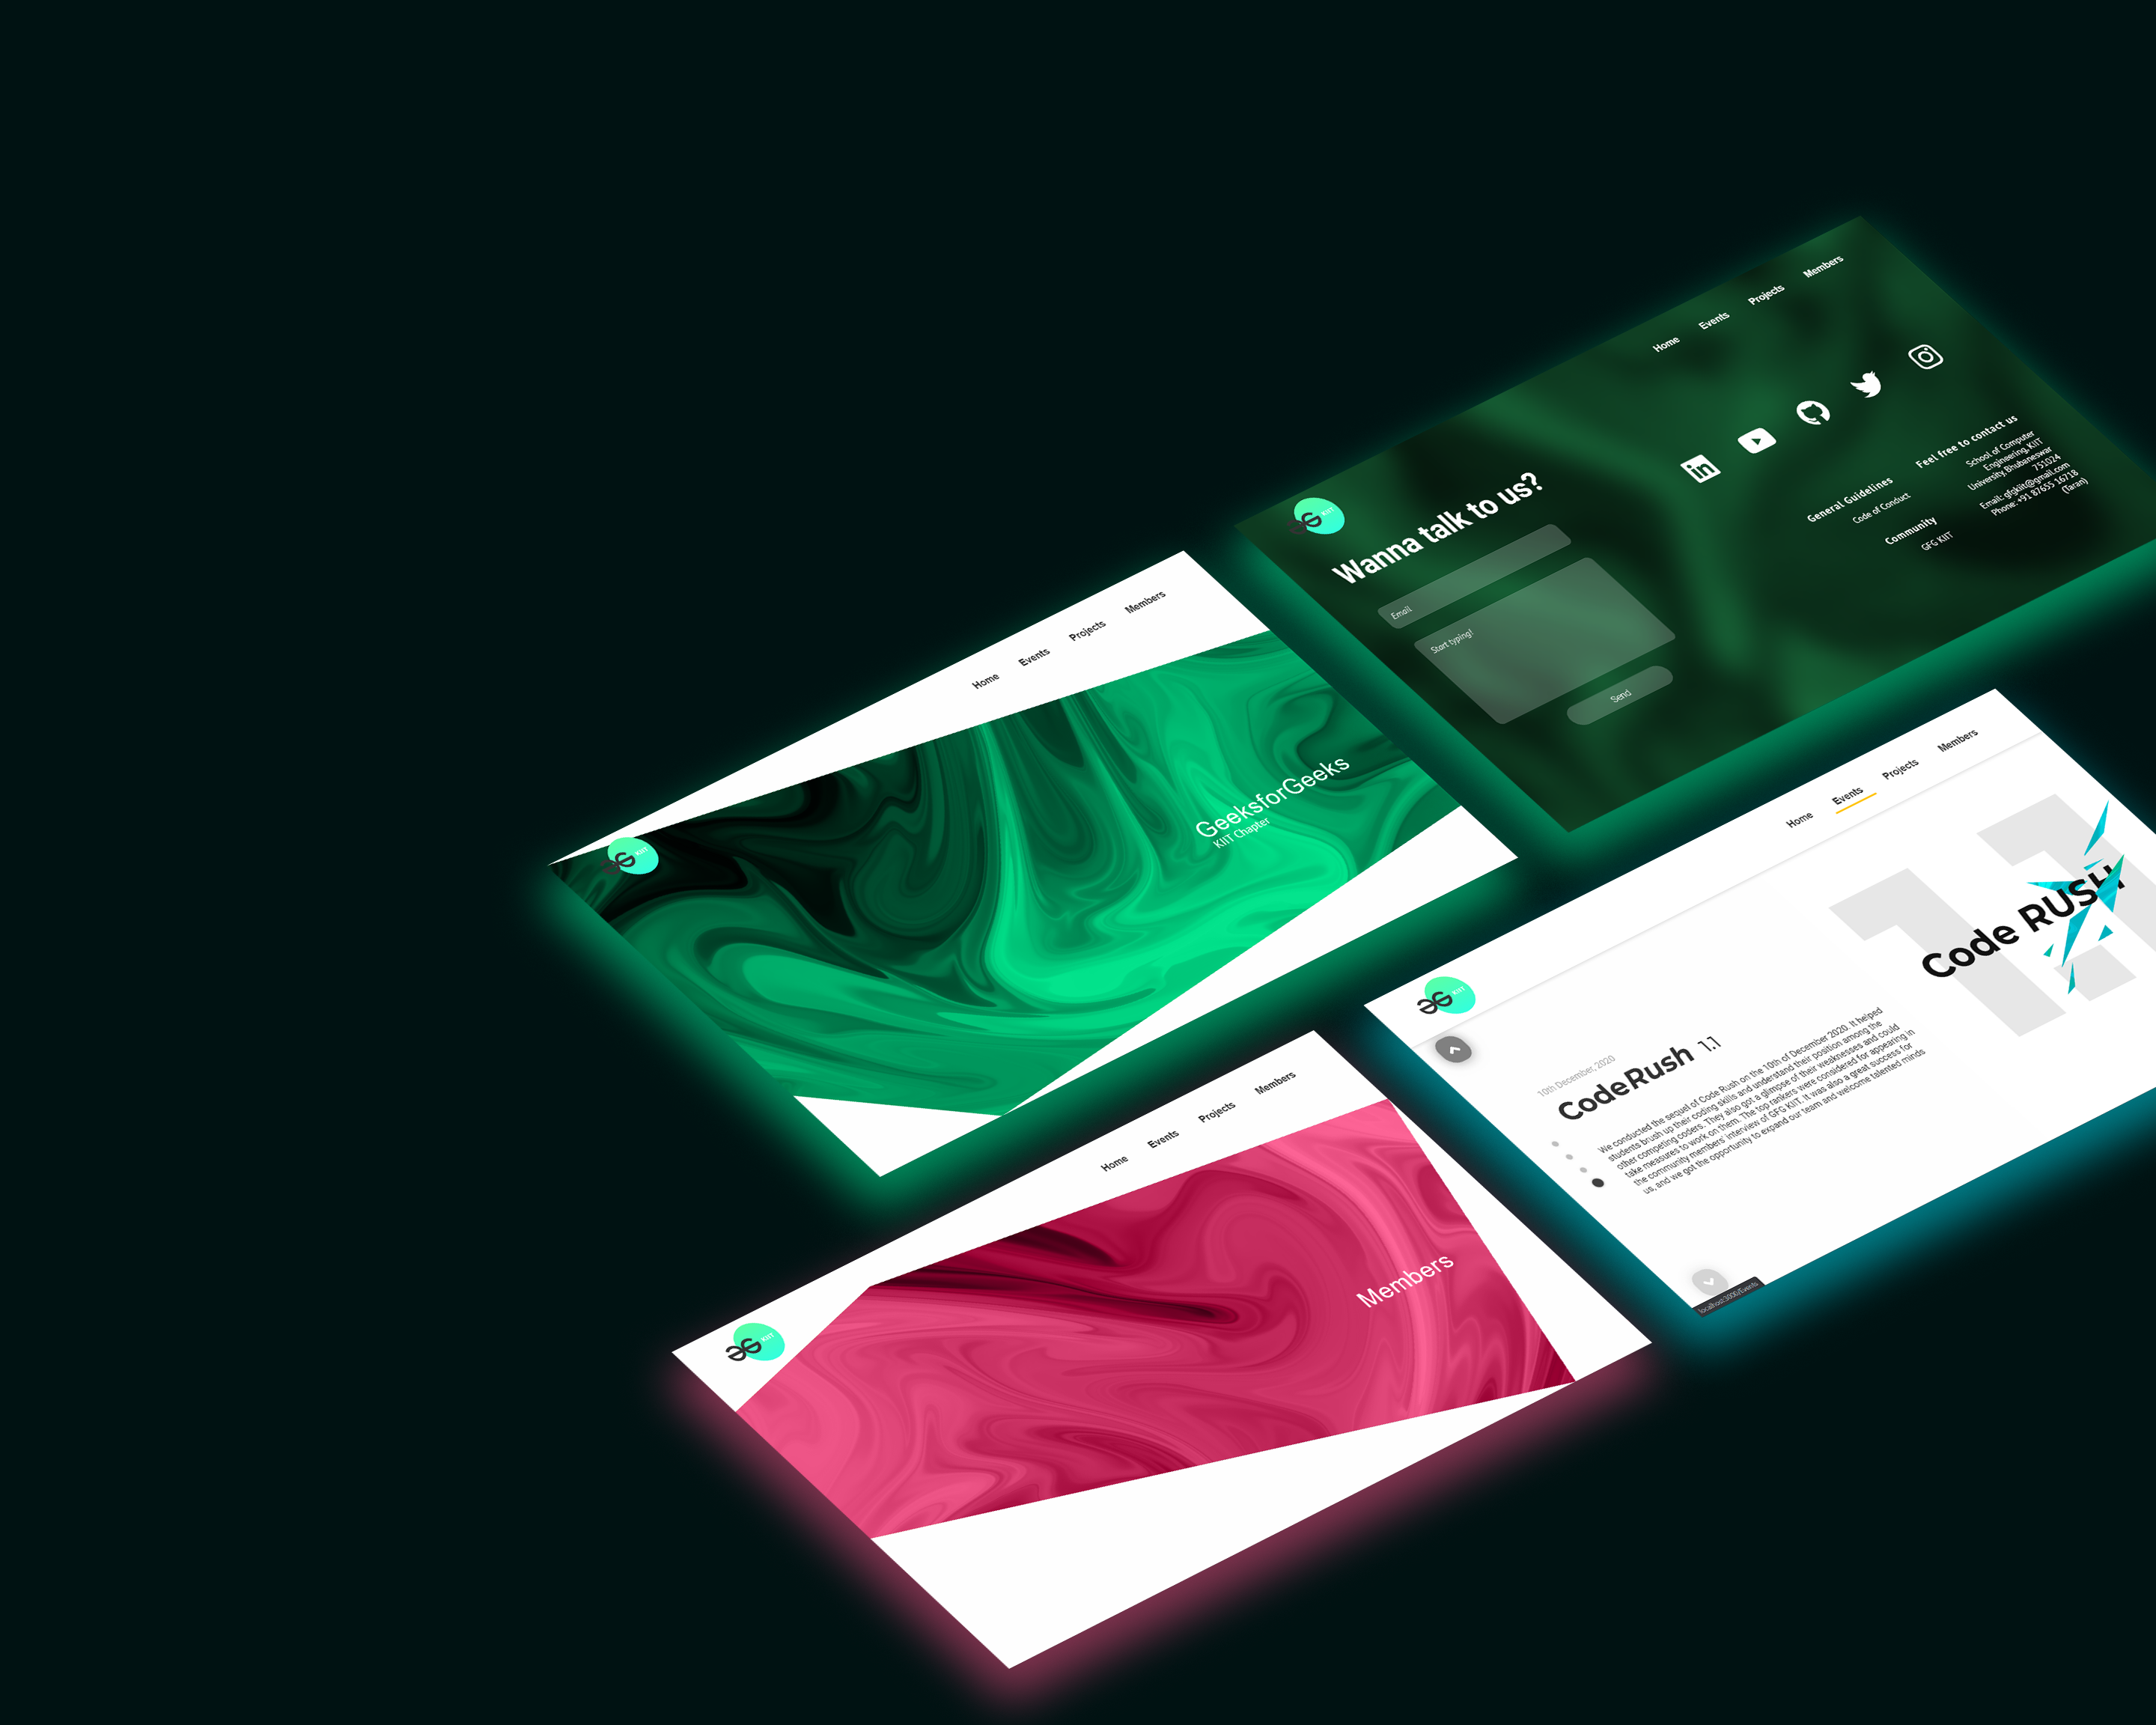 Home Events Projects Members
KIIT
Wanna talk to us?
Email
Start typing!
Send
General Guidelines
Code of Conduct
Community
GFG KIIT
Feel free to contact us
School of Computer
Engineering, KIIT
University, Bhubaneswar
751024
Email: gfgkiit@gmail.com
Phone: +91 87655 16718
(Taran)
Home Events Projects Members
KIIT
GeeksforGeeks
KIIT Chapter
Home Events Projects Members
KIIT
10th December, 2020
CodeRush 1.1
We conducted the sequel of Code Rush on the 10th of December 2020. It helped
students brush up their coding skills and understand their position among the
other competing coders. They also got a glimpse of their weaknesses and could
take measures to work on them. The top rankers were considered for appearing in
the community members' interview of GFG KIIT. It was also a great success for
us, and we got the opportunity to expand our team and welcome talented minds
1.1
Code RUSH
localhost:3000/Events
Home Events Projects Members
KIIT
Members